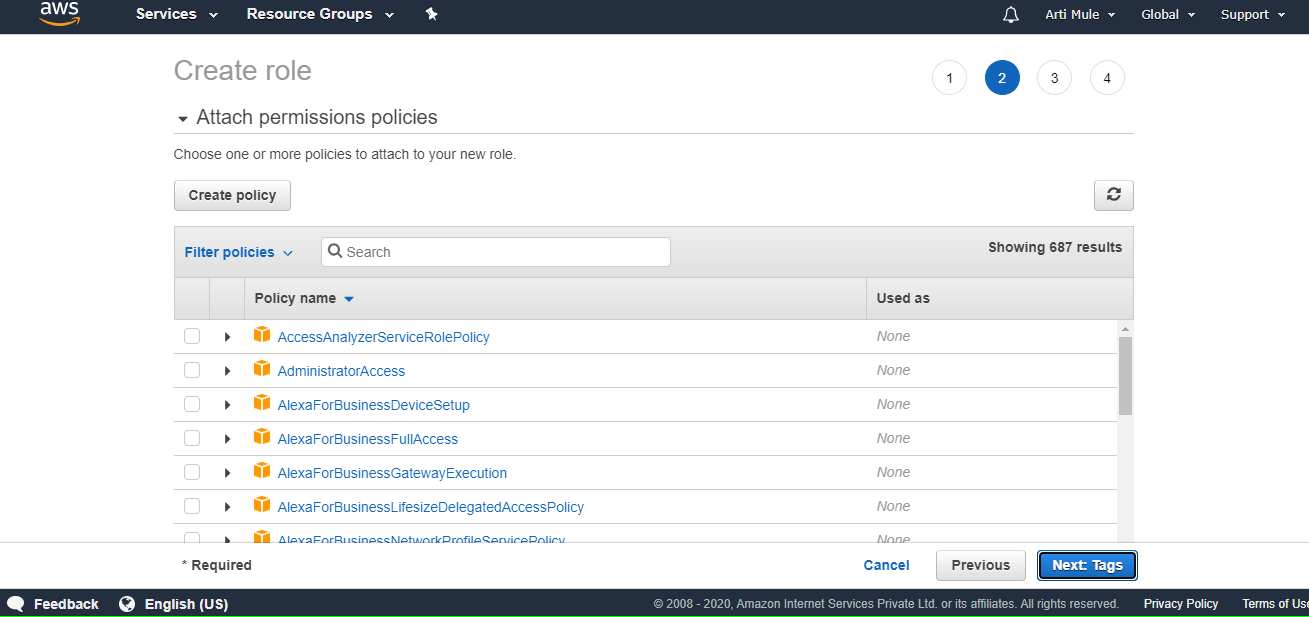 aws Services Resource Groups Arti Mule Global Support
Create role
1 2 3 4
Attach permissions policies
Choose one or more policies to attach to your new role.
Create policy
Filter policies Search Showing 687 results
Policy name Used as
AccessAnalyzerServiceRolePolicy None
AdministratorAccess None
AlexaForBusinessDeviceSetup None
AlexaForBusinessFullAccess None
AlexaForBusinessGatewayExecution None
AlexaForBusinessLifesizeDelegatedAccessPolicy None
AlexaForBusinessNetworkProfileServicePolicy None
* Required Cancel Previous Next: Tags
Feedback English (US) © 2008 - 2020, Amazon Internet Services Private Ltd. or its affiliates. All rights reserved. Privacy Policy Terms of Use